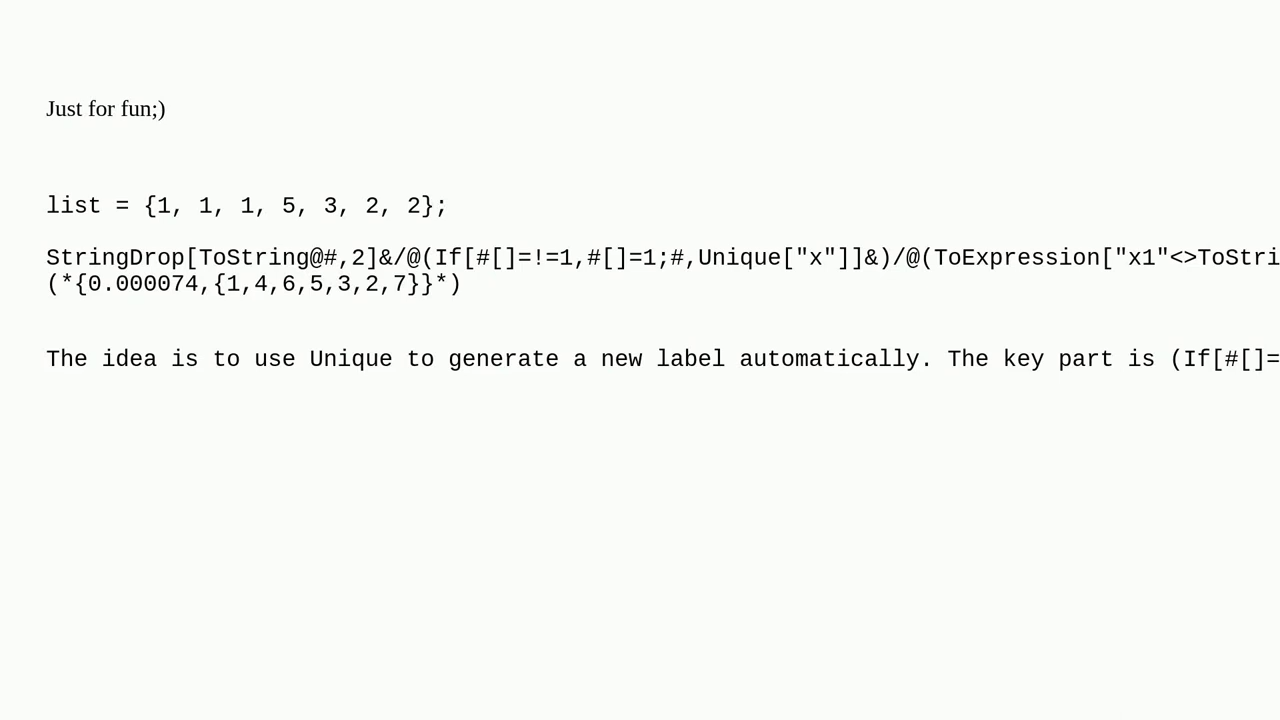 Just for fun;)
list = {1, 1, 1, 5, 3, 2, 2};
StringDrop[ToString@#,2]&/@(If[#[]=!=1,#[]=1;#,Unique["x"]]&)/@(ToExpression["x1"<>ToStri
(*{0.000074,{1,4,6,5,3,2,7}}*)
The idea is to use Unique to generate a new label automatically. The key part is (If[#[]=